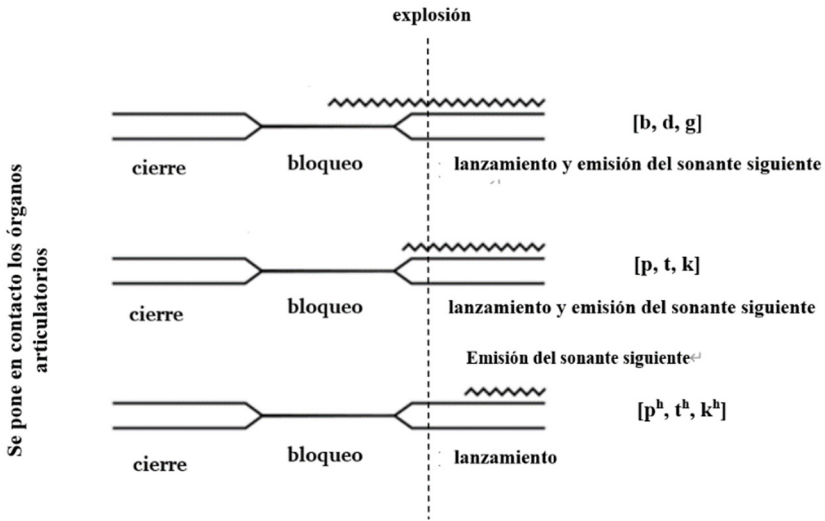 explosión
[b, d, g]
cierre
bloqueo
lanzamiento y emisión del sonante siguiente
[p, t, k]
cierre
bloqueo
lanzamiento y emisión del sonante siguiente
Emisión del sonante siguiente↵
[pʰ, tʰ, kʰ]
cierre
bloqueo
lanzamiento
Se pone en contacto los órganos
articulatorios